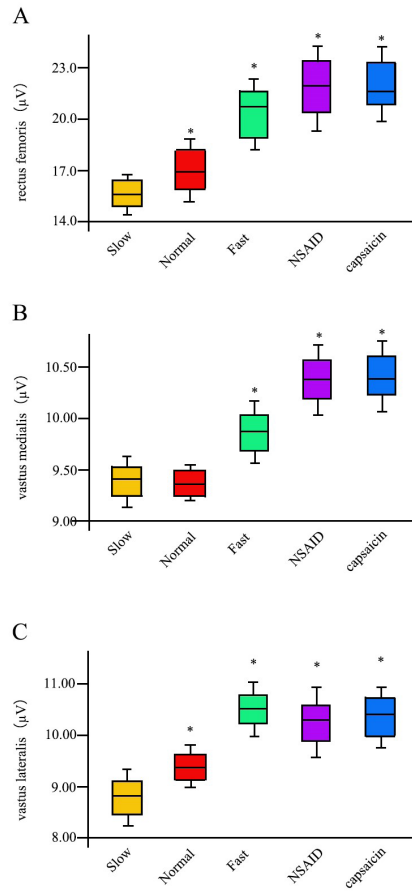 A
rectus femoris (μV)
23.0
20.0
17.0
14.0
*
*
*
*
Slow
Normal
Fast
NSAID
capsaicin
B
vastus medialis (μV)
10.50
10.00
9.50
9.00
*
*
*
Slow
Normal
Fast
NSAID
capsaicin
C
vastus lateralis (μV)
11.00
10.00
9.00
8.00
*
*
*
*
Slow
Normal
Fast
NSAID
capsaicin